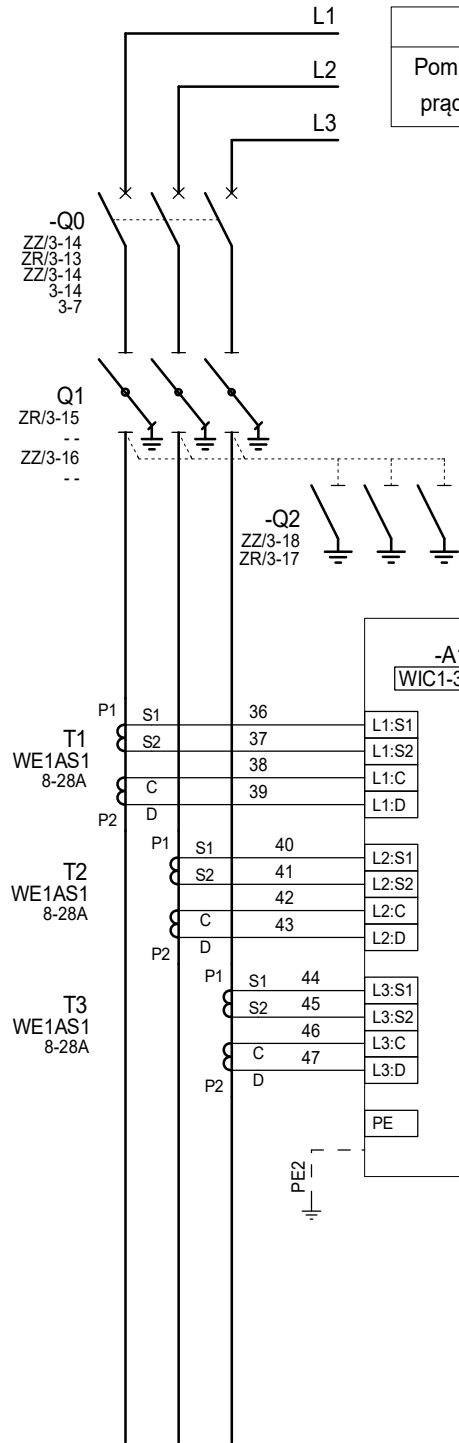 L1
L2
L3
-Q0
ZZ/3-14
ZR/3-13
ZZ/3-14
3-14
3-7
Q1
ZR/3-15
- -
ZZ/3-16
- -
-Q2
ZZ/3-18
ZR/3-17
P1 S1 36 L1:S1
T1 S2 37 L1:S2
WE1AS1 38 L1:C
8-28A C 39 L1:D
P2 D
P1 S1 40 L2:S1
T2 S2 41 L2:S2
WE1AS1 42 L2:C
8-28A C 43 L2:D
P2 D
P1 S1 44 L3:S1
T3 S2 45 L3:S2
WE1AS1 46 L3:C
8-28A C 47 L3:D
P2 D
PE
PE2